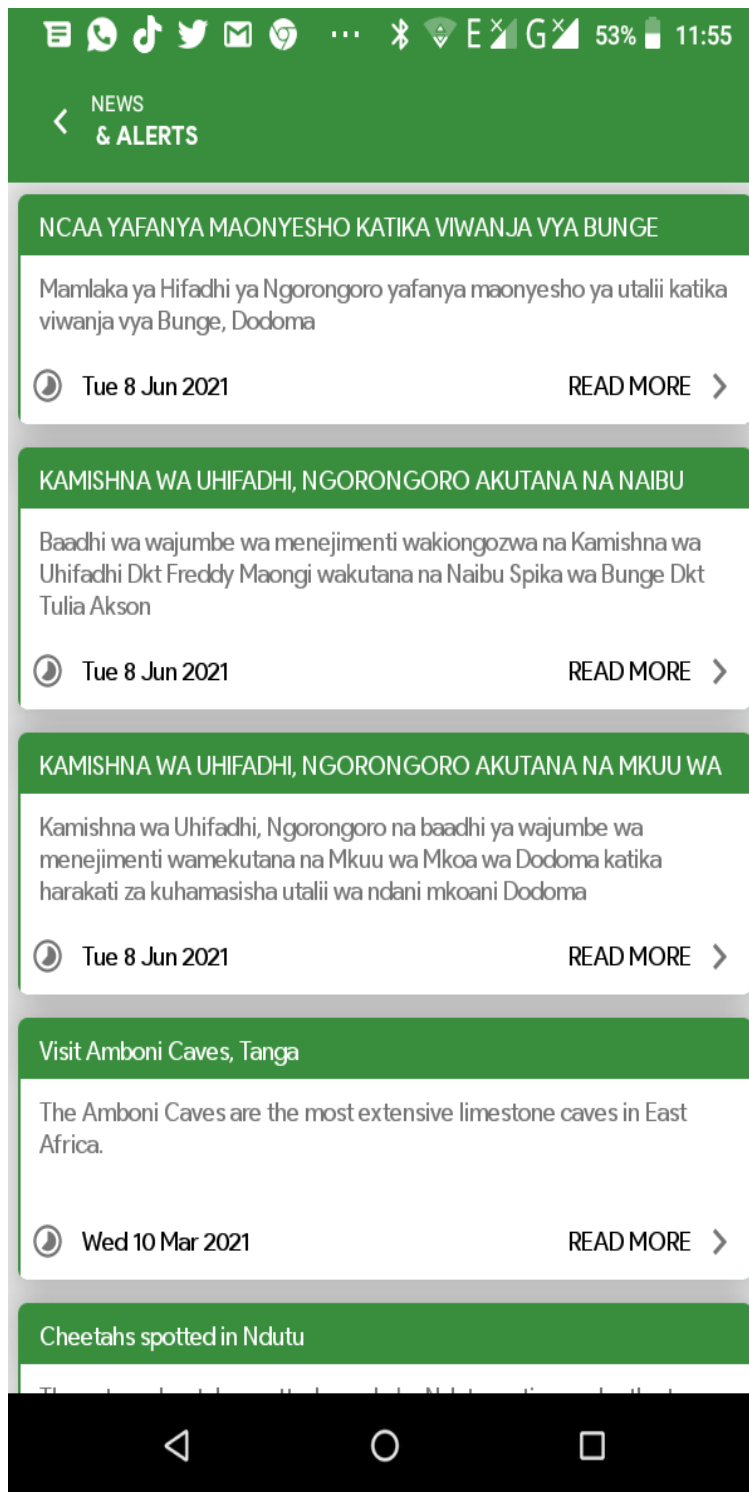 E G 53% 11:55
NEWS
& ALERTS
NCAA YAFANYA MAONYESHO KATIKA VIWANJA VYA BUNGE
Mamlaka ya Hifadhi ya Ngorongoro yafanya maonyesho ya utalii katika
viwanja vya Bunge, Dodoma
Tue 8 Jun 2021 READ MORE
KAMISHNA WA UHIFADHI, NGORONGORO AKUTANA NA NAIBU
Baadhi wa wajumbe wa menejimenti wakiongozwa na Kamishna wa
Uhifadhi Dkt Freddy Maongi wakutana na Naibu Spika wa Bunge Dkt
Tulia Akson
Tue 8 Jun 2021 READ MORE
KAMISHNA WA UHIFADHI, NGORONGORO AKUTANA NA MKUU WA
Kamishna wa Uhifadhi, Ngorongoro na baadhi ya wajumbe wa
menejimenti wamekutana na Mkuu wa Mkoa wa Dodoma katika
harakati za kuhamasisha utalii wa ndani mkoani Dodoma
Tue 8 Jun 2021 READ MORE
Visit Amboni Caves, Tanga
The Amboni Caves are the most extensive limestone caves in East
Africa.
Wed 10 Mar 2021 READ MORE
Cheetahs spotted in Ndutu